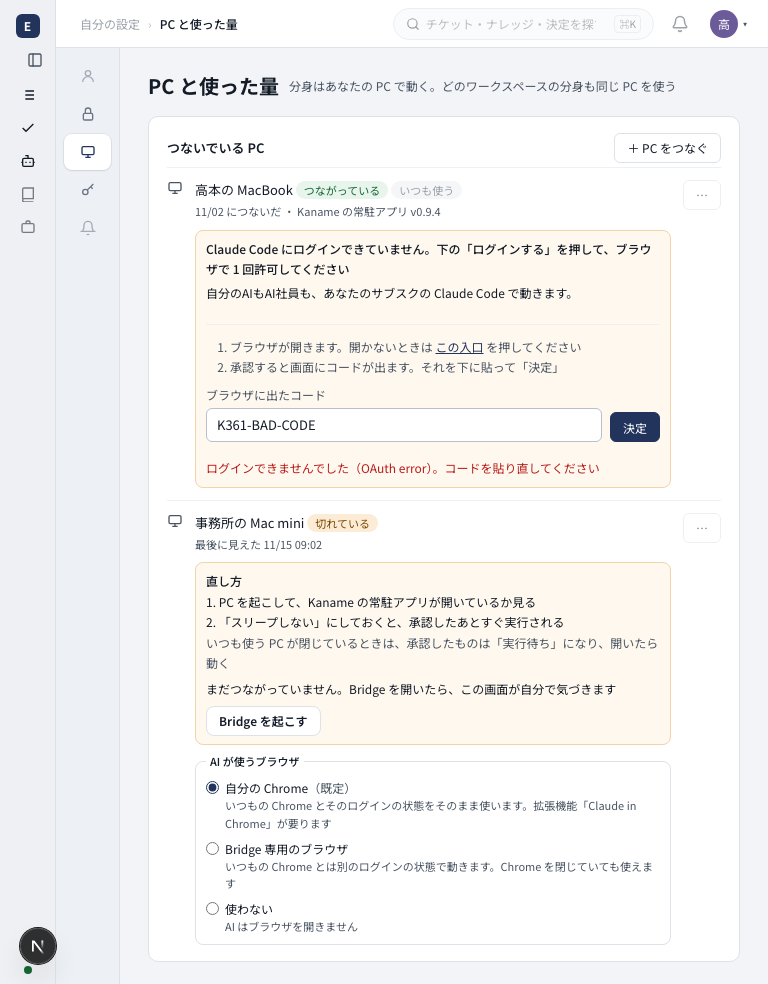 E
自分の設定 › PC と使った量
チケット・ナレッジ・決定を探す
⌘K
高
PC と使った量 分身はあなたの PC で動く。どのワークスペースの分身も同じ PC を使う
つないでいる PC
＋ PC をつなぐ
高本の MacBook つながっている いつも使う
…
11/02 につないだ ・ Kaname の常駐アプリ v0.9.4
Claude Code にログインできていません。下の「ログインする」を押して、ブラウ
ザで 1 回許可してください
自分のAIもAI社員も、あなたのサブスクの Claude Code で動きます。
1. ブラウザが開きます。開かないときは この入口 を押してください
2. 承認すると画面にコードが出ます。それを下に貼って「決定」
ブラウザに出たコード
K361-BAD-CODE
決定
ログインできませんでした（OAuth error）。コードを貼り直してください
事務所の Mac mini 切れている
…
最後に見えた 11/15 09:02
直し方
1. PC を起こして、Kaname の常駐アプリが開いているか見る
2. 「スリープしない」にしておくと、承認したあとすぐ実行される
いつも使う PC が閉じているときは、承認したものは「実行待ち」になり、開いたら
動く
まだつながっていません。Bridge を開いたら、この画面が自分で気づきます
Bridge を起こす
AI が使うブラウザ
自分の Chrome（既定）
いつもの Chrome とそのログインの状態をそのまま使います。拡張機能「Claude in
Chrome」が要ります
Bridge 専用のブラウザ
いつもの Chrome とは別のログインの状態で動きます。Chrome を閉じていても使えま
す
使わない
AI はブラウザを開きません
N